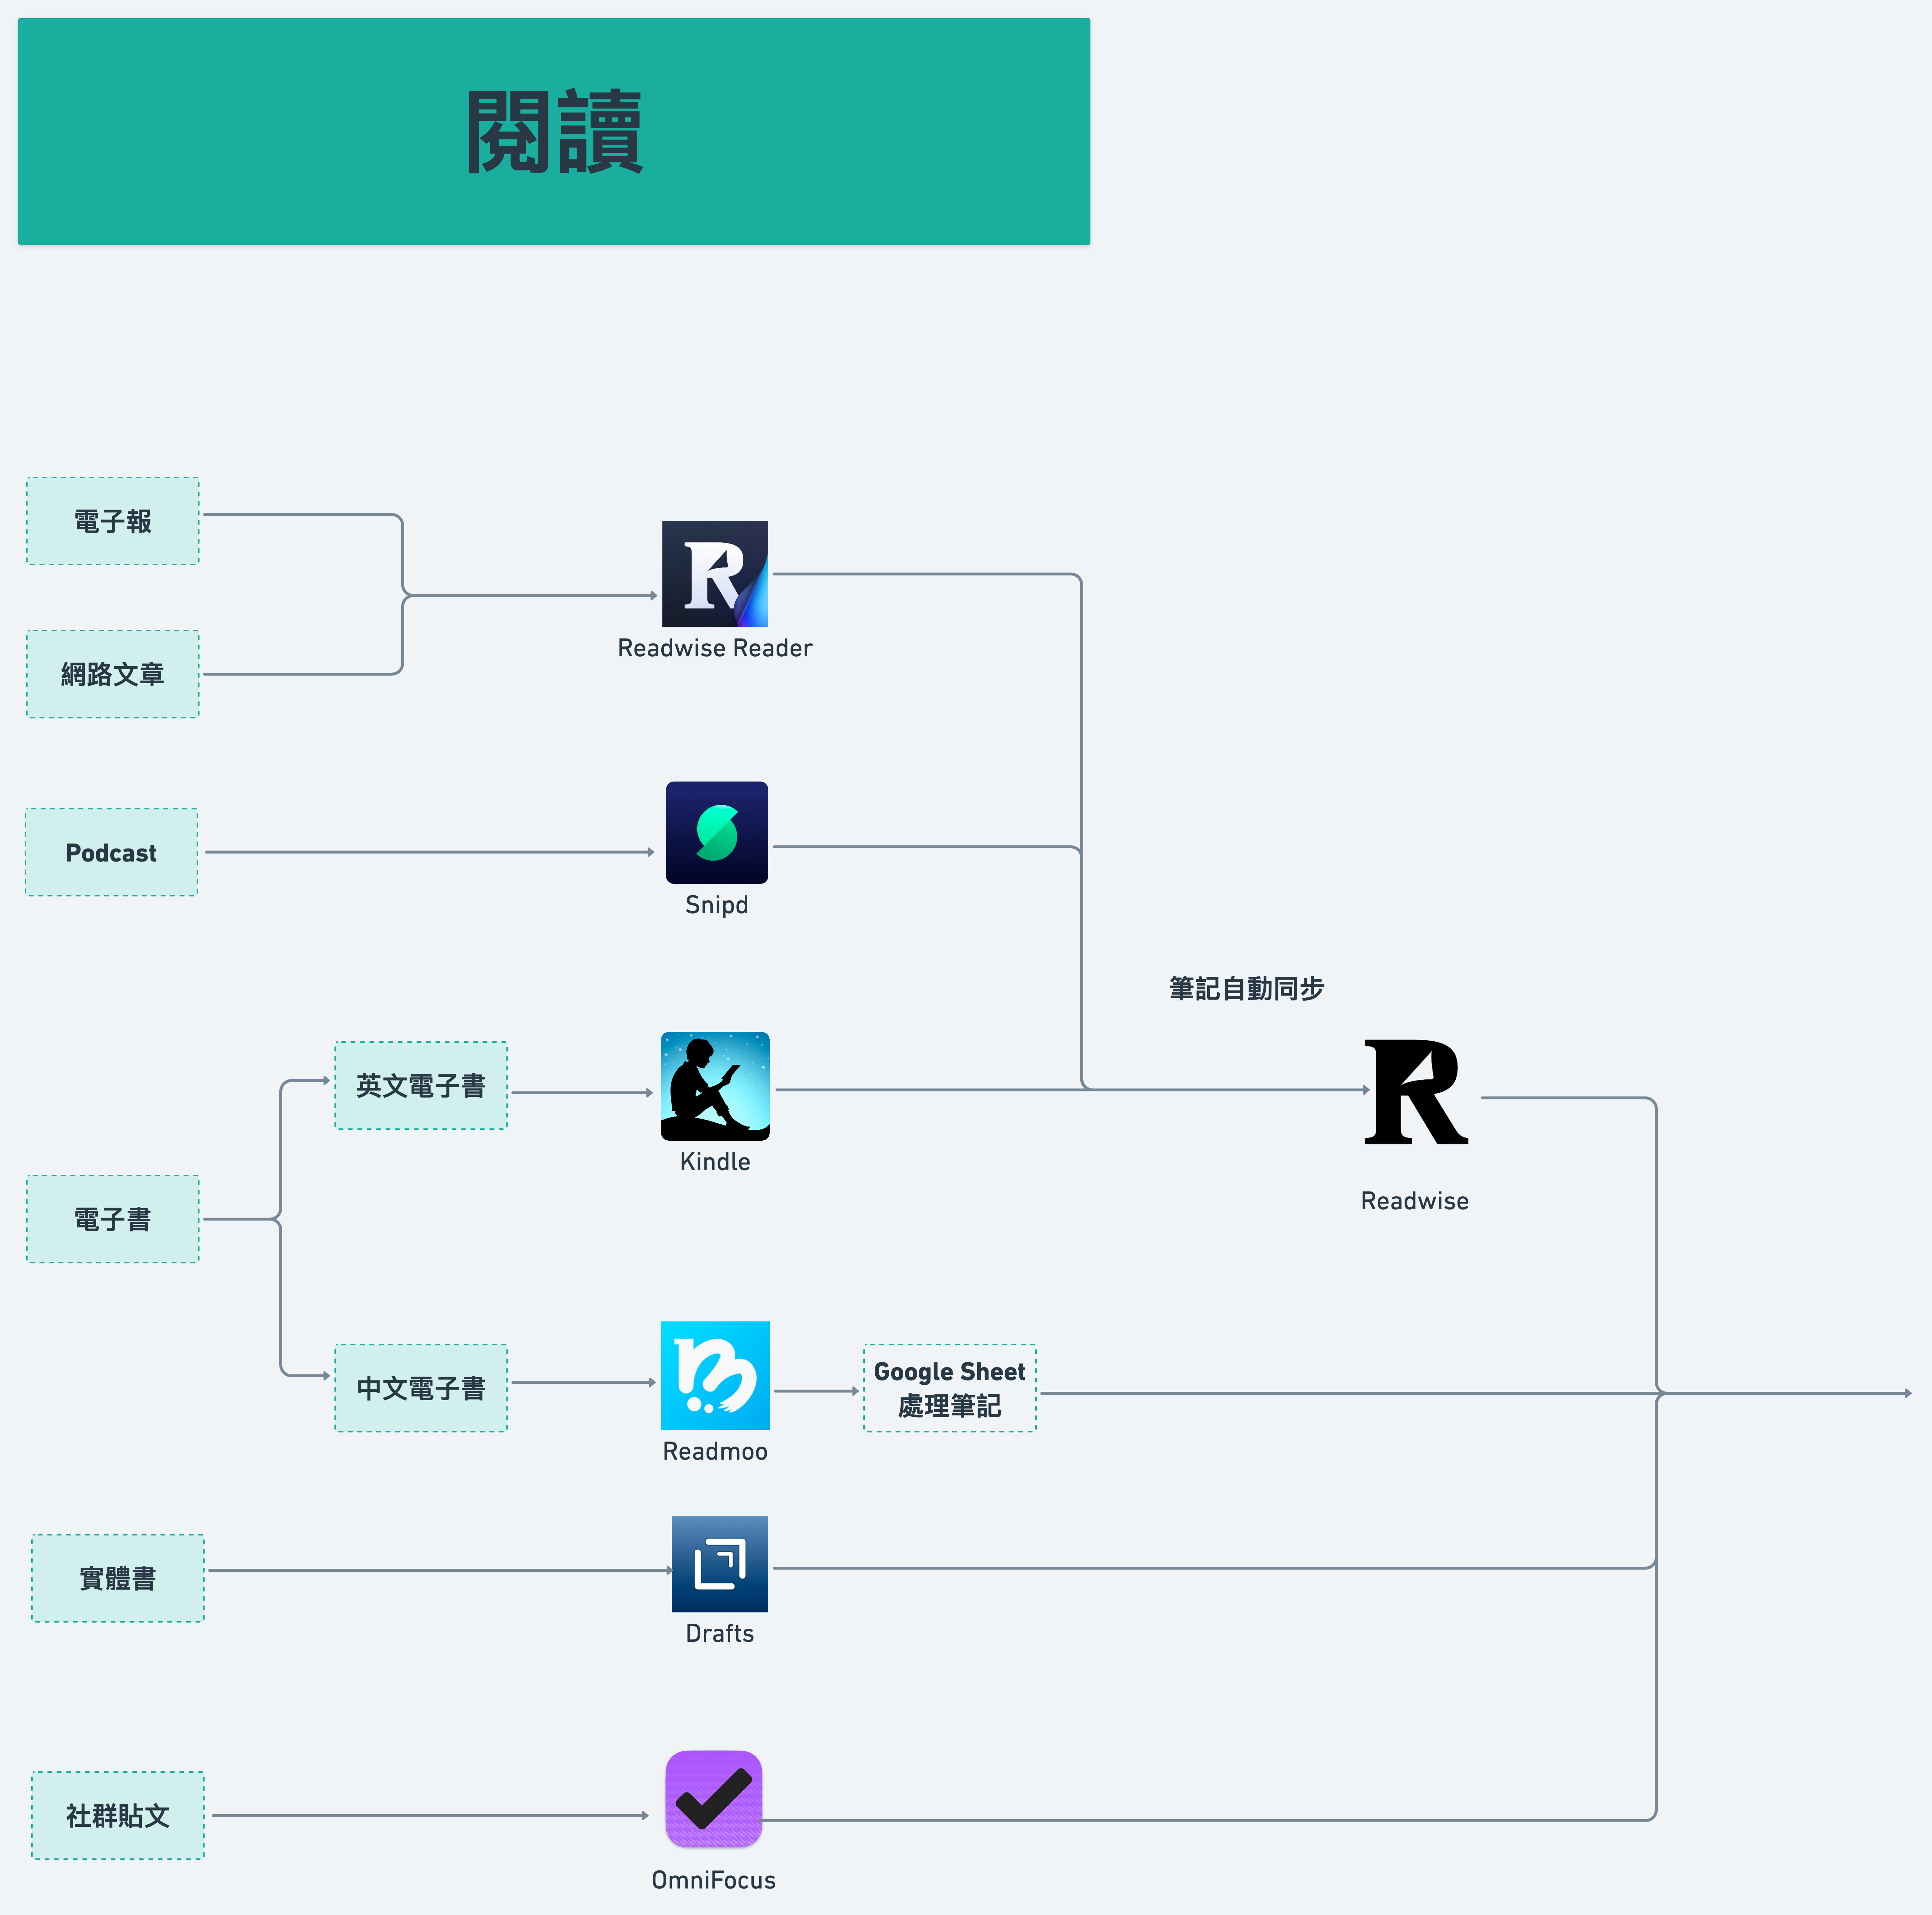 閱讀
電子報
網路文章
Readwise Reader
Podcast
Snipd
筆記自動同步
英文電子書
Kindle
Readwise
電子書
中文電子書
Readmoo
Google Sheet
處理筆記
實體書
Drafts
社群貼文
OmniFocus